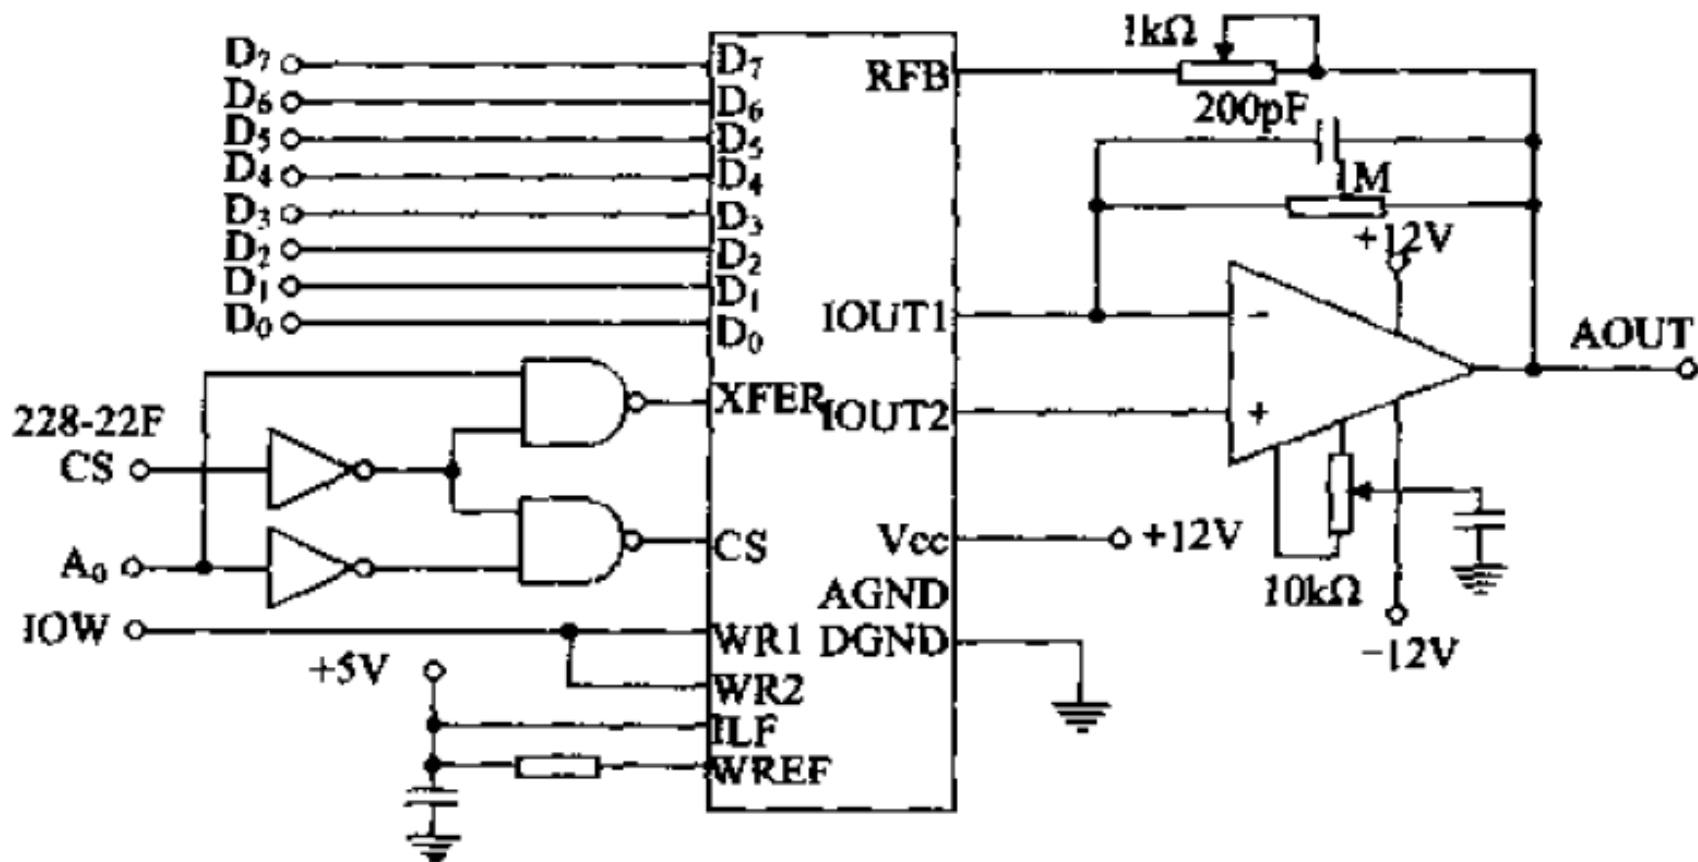 D₇
D₆
D₅
D₄
D₃
D₂
D₁
D₀
228-22F
CS
A₀
IOW
+5V
D₇
D₆
D₅
D₄
D₃
D₂
D₁
D₀
XFER
CS
WR1
WR2
ILF
WREF
RFB
IOUT1
IOUT2
Vcc
AGND
DGND
1kΩ
200pF
1M
+12V
-
+
AOUT
+12V
10kΩ
-12V